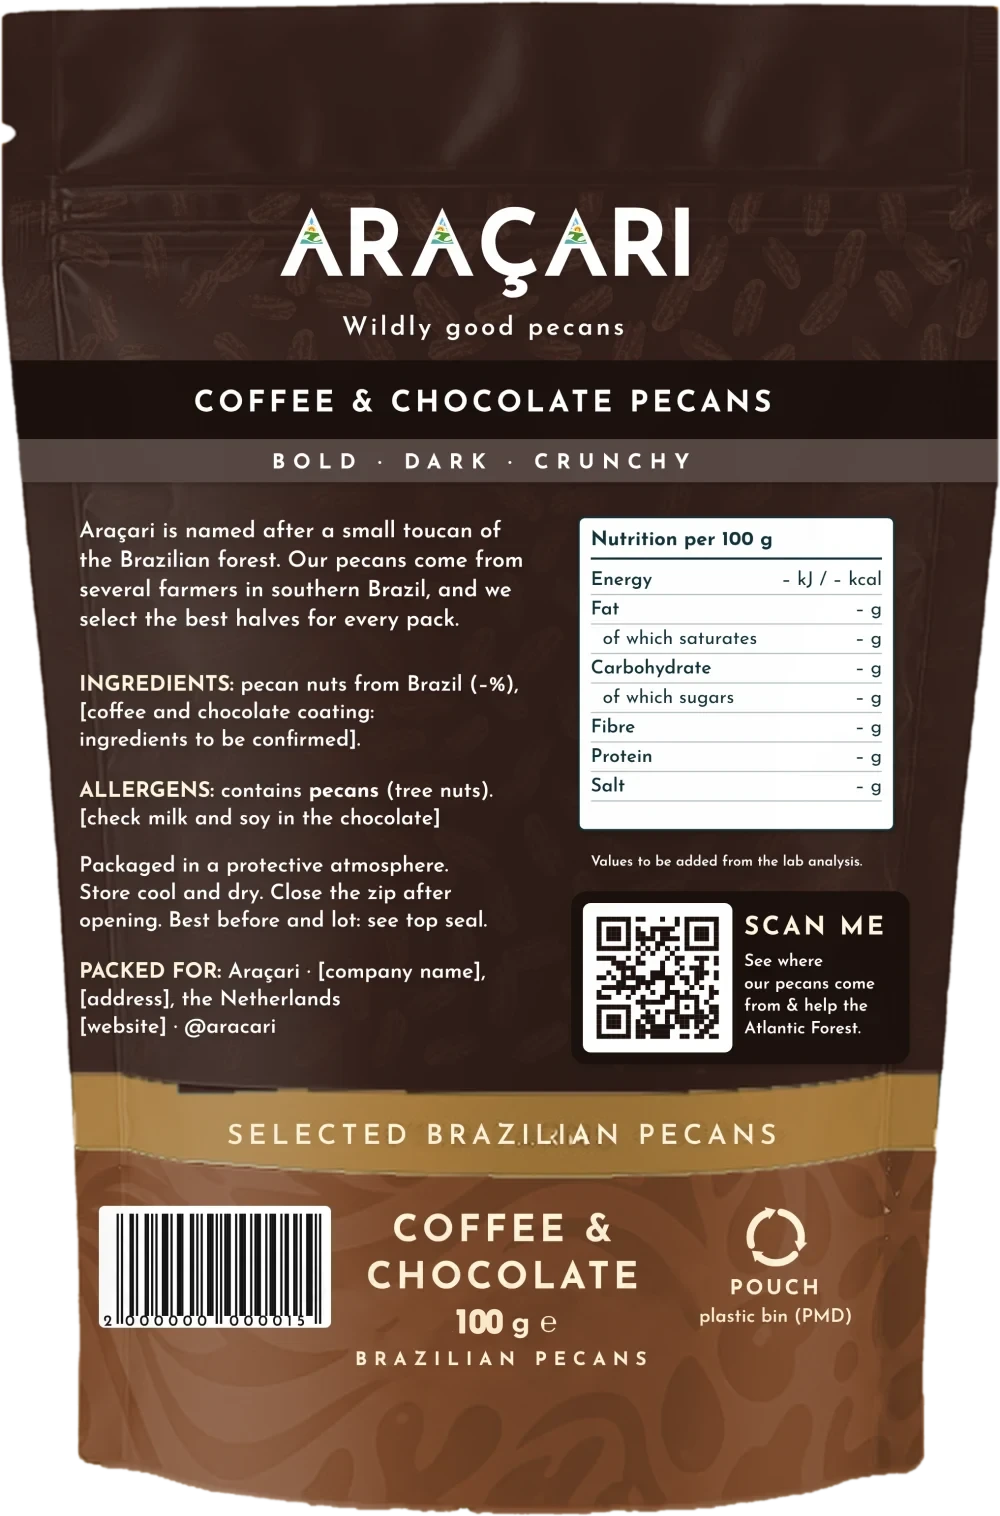 ARAÇARI
Wildly good pecans
COFFEE & CHOCOLATE PECANS
BOLD · DARK · CRUNCHY
Araçari is named after a small toucan of
the Brazilian forest. Our pecans come from
several farmers in southern Brazil, and we
select the best halves for every pack.
INGREDIENTS: pecan nuts from Brazil (–%),
[coffee and chocolate coating:
ingredients to be confirmed].
ALLERGENS: contains pecans (tree nuts).
[check milk and soy in the chocolate]
Packaged in a protective atmosphere.
Store cool and dry. Close the zip after
opening. Best before and lot: see top seal.
PACKED FOR: Araçari · [company name],
[address], the Netherlands
[website] · @aracari
Nutrition per 100 g
Energy – kJ / – kcal
Fat – g
of which saturates – g
Carbohydrate – g
of which sugars – g
Fibre – g
Protein – g
Salt – g
Values to be added from the lab analysis.
SCAN ME
See where
our pecans come
from & help the
Atlantic Forest.
SELECTED BRAZILIAN PECANS
2 000000 000015
COFFEE &
CHOCOLATE
100 g ℮
BRAZILIAN PECANS
POUCH
plastic bin (PMD)